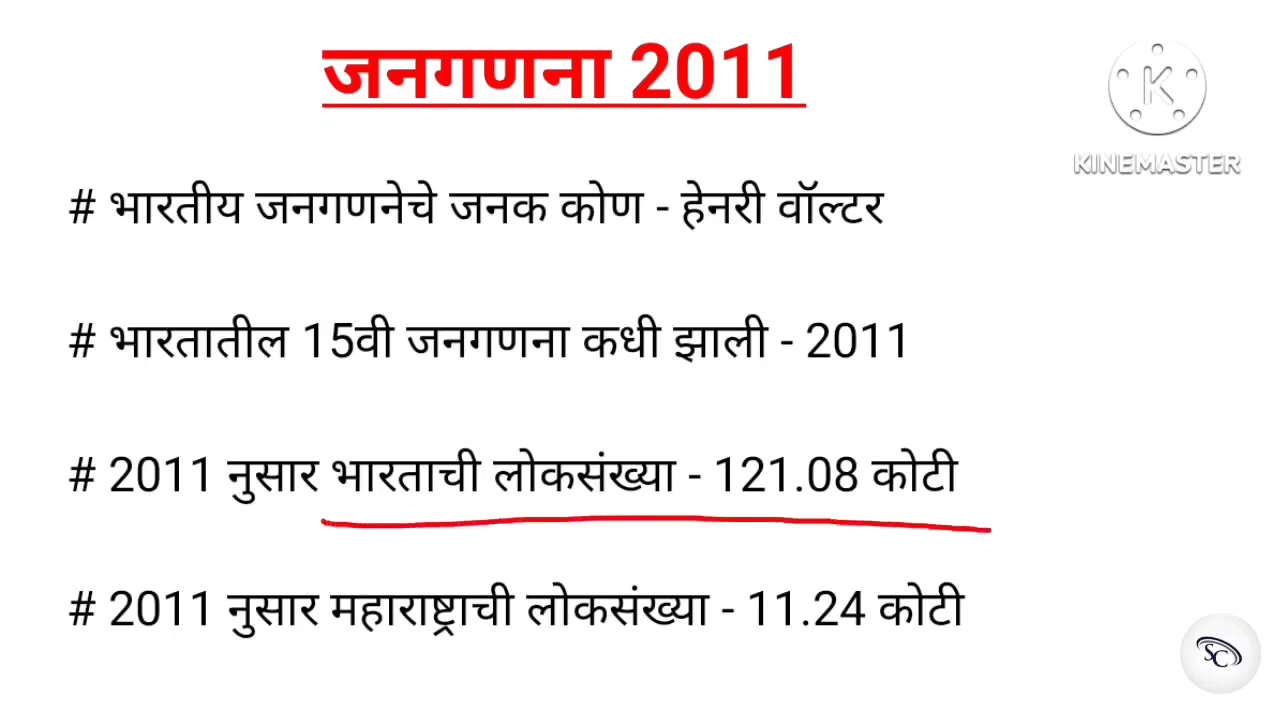 जनगणना 2011
KINEMASTER
# भारतीय जनगणनेचे जनक कोण - हेनरी वॉल्टर
# भारतातील 15वी जनगणना कधी झाली - 2011
# 2011 नुसार भारताची लोकसंख्या - 121.08 कोटी
# 2011 नुसार महाराष्ट्राची लोकसंख्या - 11.24 कोटी
SC